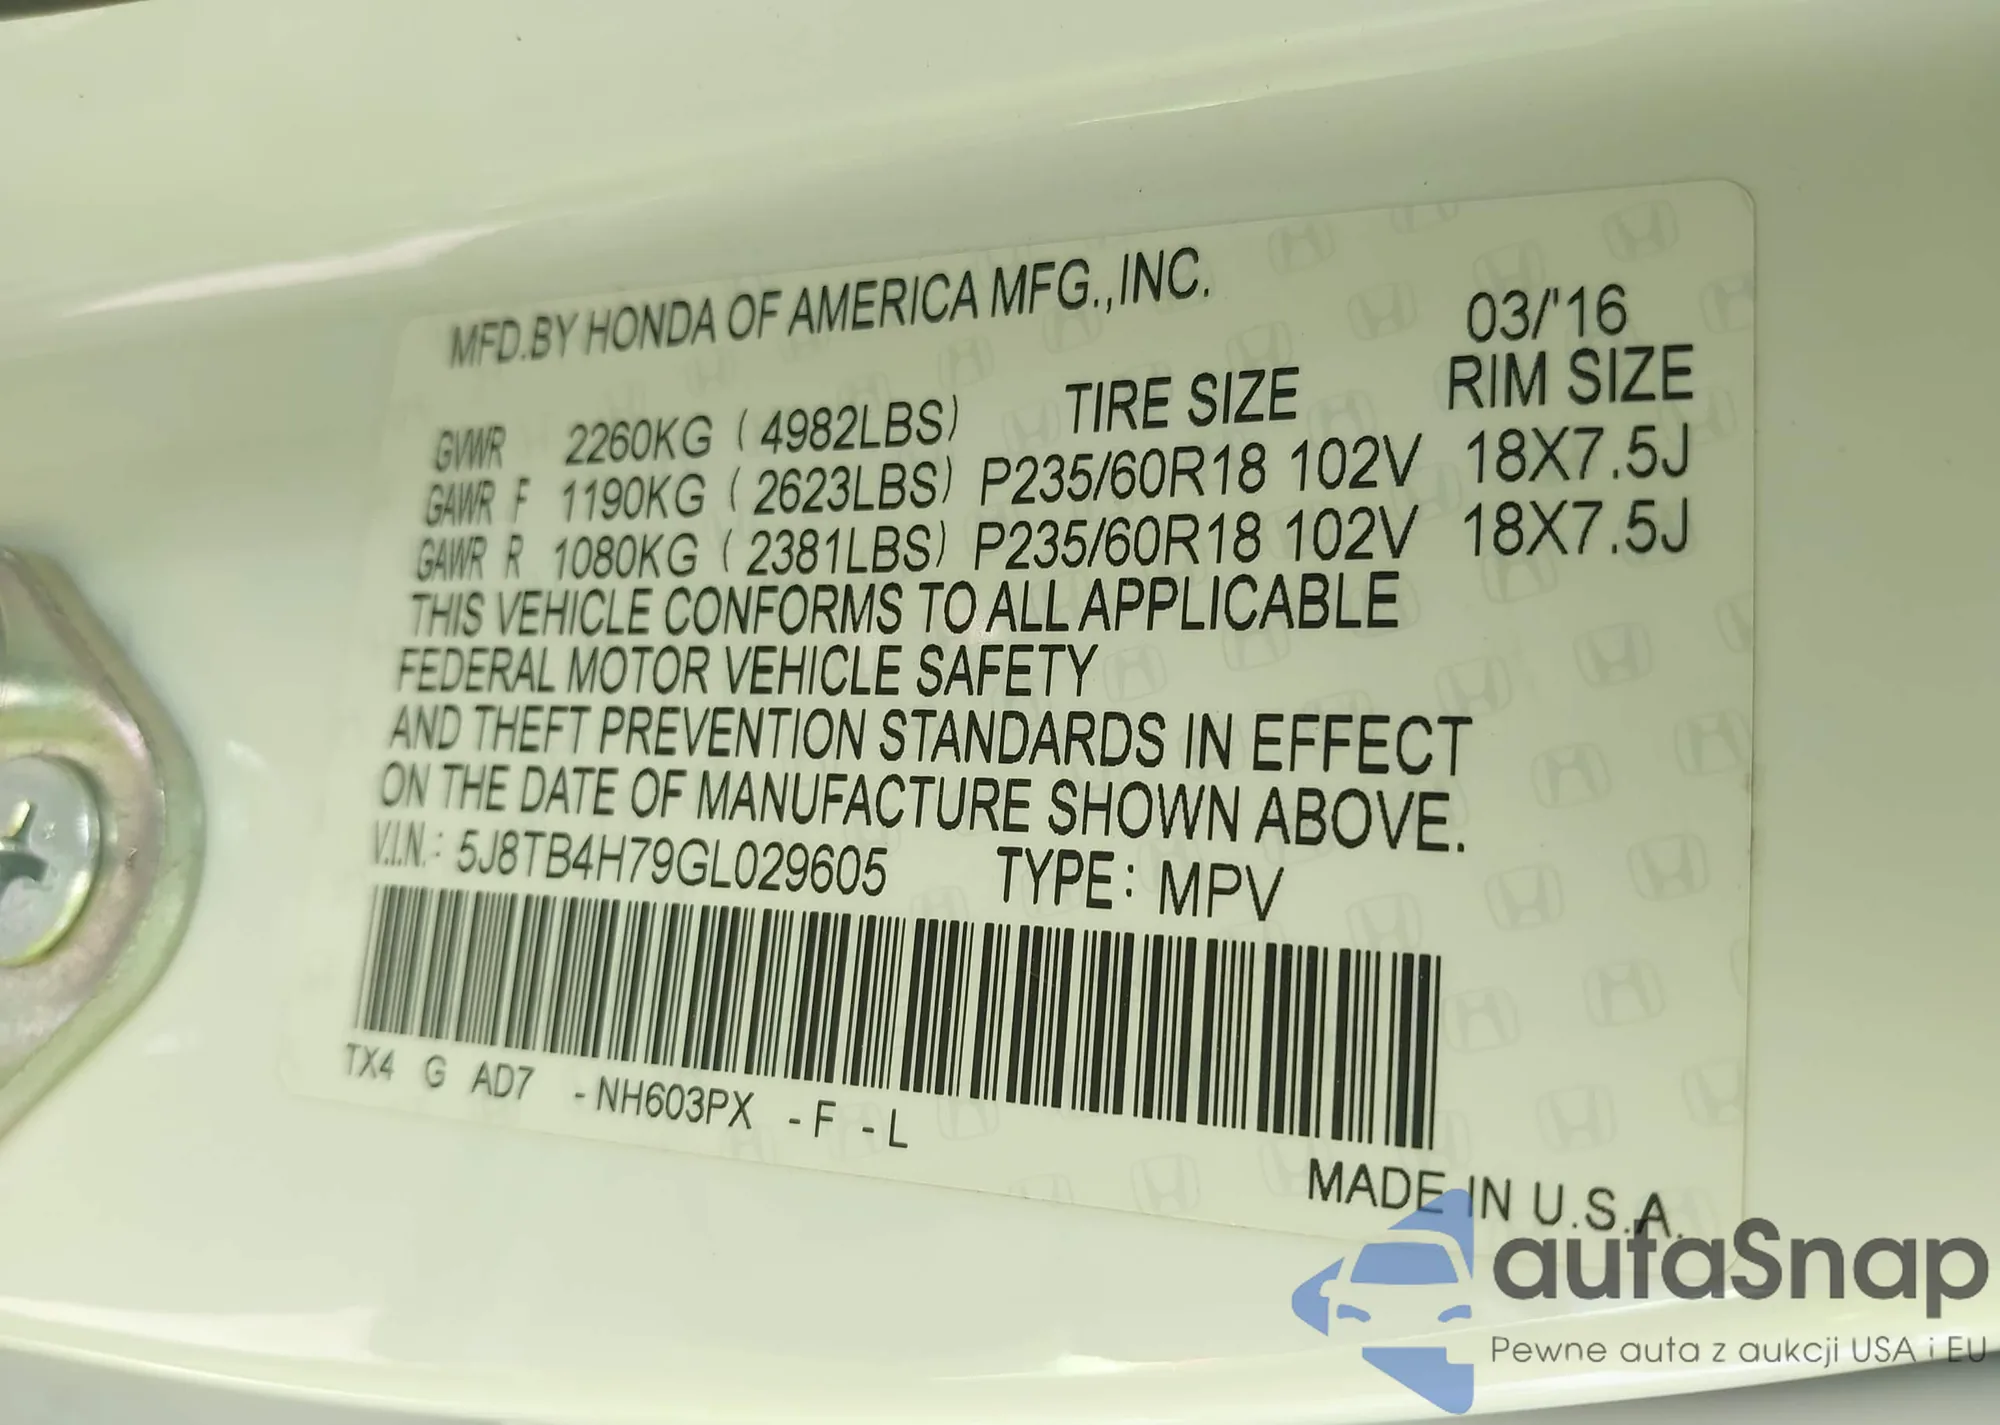 MFD.BY HONDA OF AMERICA MFG.,INC.
03/'16
TIRE SIZE RIM SIZE
GVWR 2260KG (4982LBS)
GAWR F 1190KG (2623LBS) P235/60R18 102V 18X7.5J
GAWR R 1080KG (2381LBS) P235/60R18 102V 18X7.5J
THIS VEHICLE CONFORMS TO ALL APPLICABLE
FEDERAL MOTOR VEHICLE SAFETY
AND THEFT PREVENTION STANDARDS IN EFFECT
ON THE DATE OF MANUFACTURE SHOWN ABOVE.
V.I.N.: 5J8TB4H79GL029605 TYPE: MPV
TX4 G AD7 -NH603PX -F -L
MADE IN U.S.A.
autaSnap
Pewne auta z aukcji USA i EU